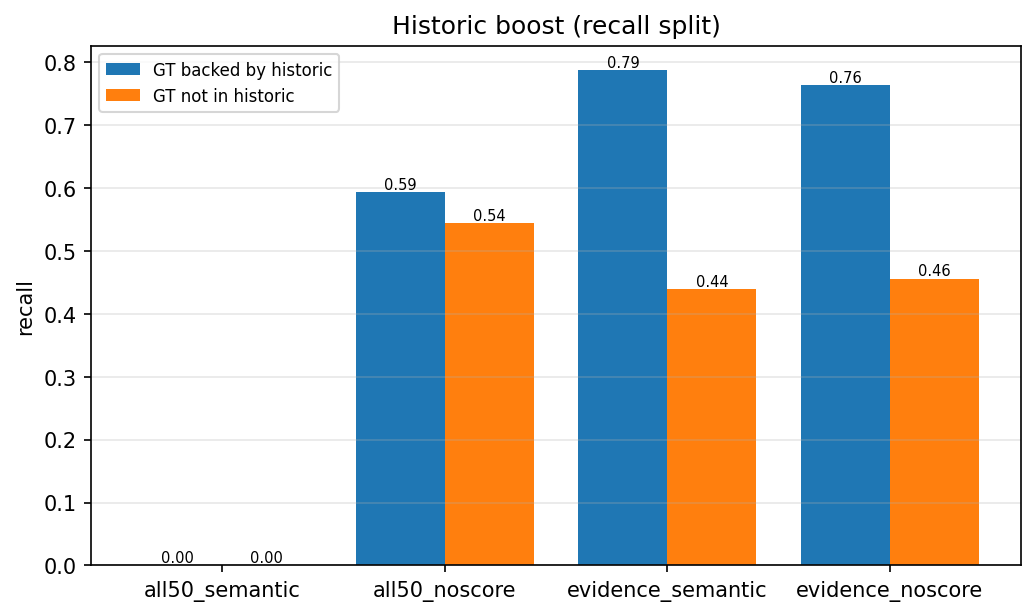 Historic boost (recall split)
GT backed by historic
GT not in historic
recall
0.8
0.7
0.6
0.5
0.4
0.3
0.2
0.1
0.0
0.00
0.00
0.59
0.54
0.79
0.44
0.76
0.46
all50_semantic
all50_noscore
evidence_semantic
evidence_noscore